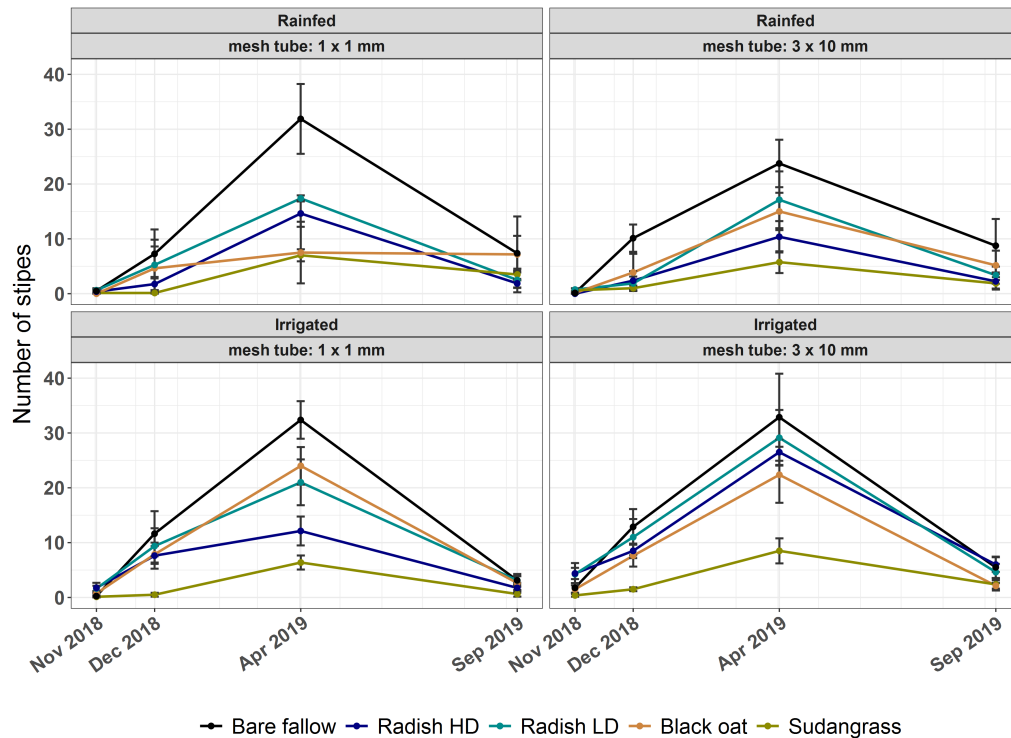 Rainfed
Rainfed
mesh tube: 1 x 1 mm
mesh tube: 3 x 10 mm
40
30
20
10
0
Irrigated
Irrigated
mesh tube: 1 x 1 mm
mesh tube: 3 x 10 mm
40
30
20
10
0
Number of stipes
Nov 2018
Dec 2018
Apr 2019
Sep 2019
Nov 2018
Dec 2018
Apr 2019
Sep 2019
Bare fallow Radish HD Radish LD Black oat Sudangrass